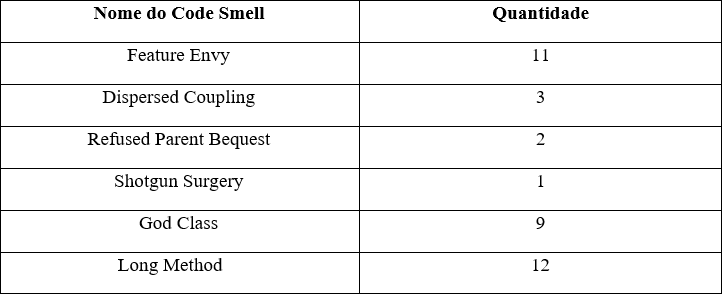 Nome do Code Smell Quantidade
Feature Envy 11
Dispersed Coupling 3
Refused Parent Bequest 2
Shotgun Surgery 1
God Class 9
Long Method 12